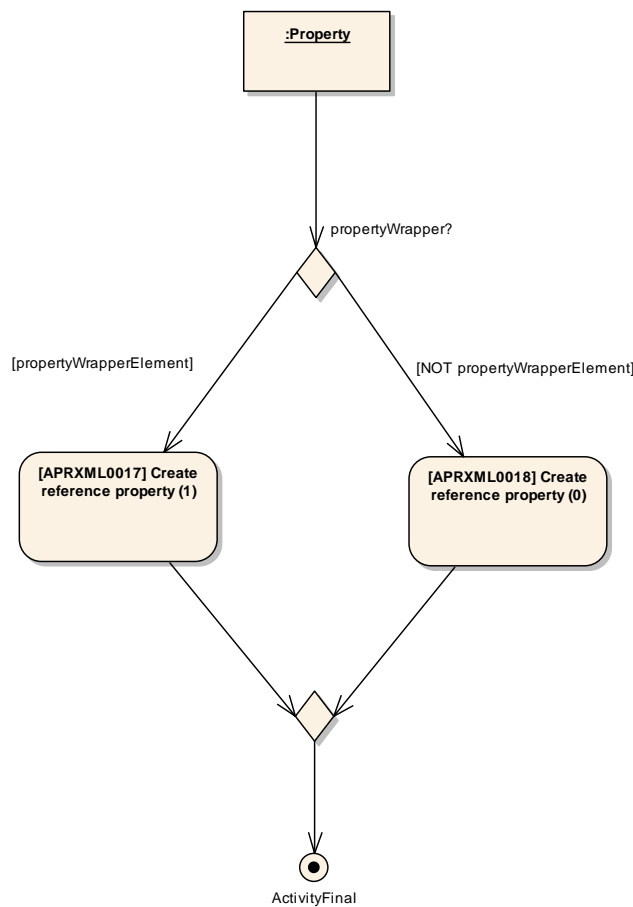 :Property
propertyWrapper?
[propertyWrapperElement]
[NOT propertyWrapperElement]
[APRXML0017] Create
reference property (1)
[APRXML0018] Create
reference property (0)
ActivityFinal